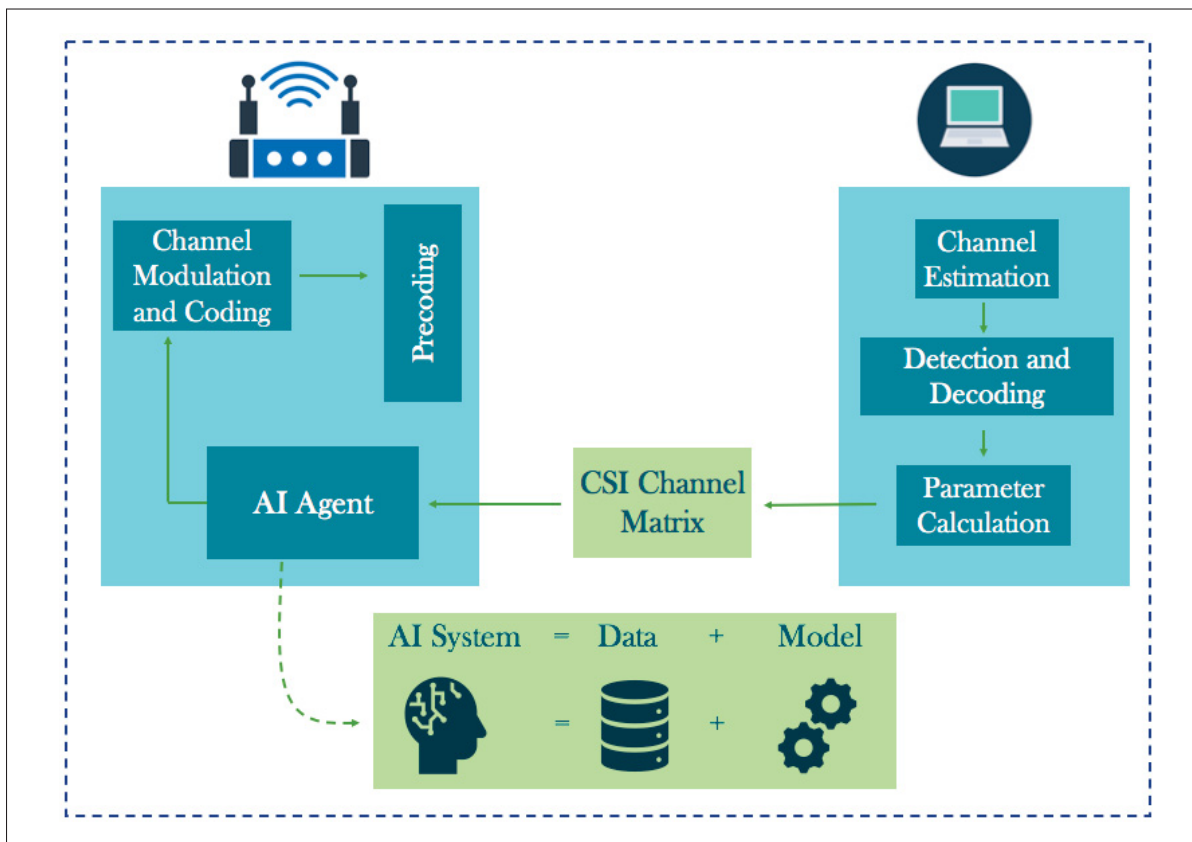 Channel
Modulation
and Coding
Precoding
AI Agent
CSI Channel
Matrix
Channel
Estimation
Detection and
Decoding
Parameter
Calculation
AI System = Data + Model
= +